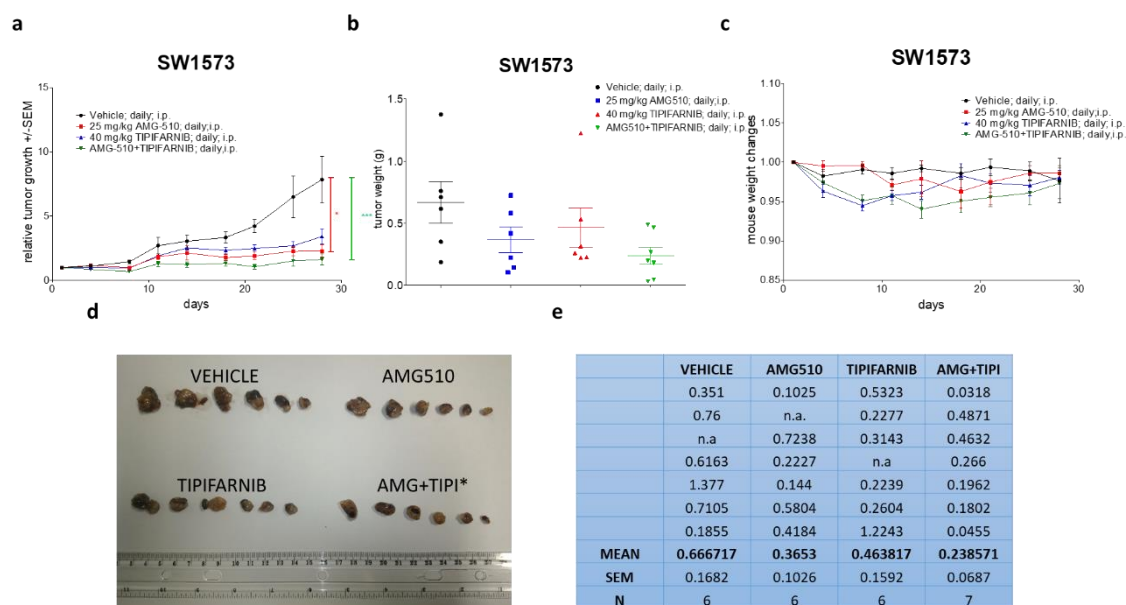 a
SW1573
relative tumor growth +/-SEM
15
10
5
0
0
10
20
30
days
Vehicle; daily; i.p.
25 mg/kg AMG-510; daily;i.p.
40 mg/kg TIPIFARNIB; daily; i.p.
AMG-510+TIPIFARNIB; daily;i.p.
*
***
b
SW1573
tumor weight (g)
1.5
1.0
0.5
0.0
Vehicle; daily; i.p.
25 mg/kg AMG510; daily;i.p.
40 mg/kg TIPIFARNIB; daily; i.p.
AMG510+TIPIFARNIB; daily;i.p.
c
SW1573
mouse weight changes
1.10
1.05
1.00
0.95
0.90
0.85
0
10
20
30
days
Vehicle; daily; i.p.
25 mg/kg AMG-510; daily;i.p.
40 mg/kg TIPIFARNIB; daily; i.p.
AMG-510+TIPIFARNIB; daily;i.p.
d
VEHICLE AMG510
TIPIFARNIB AMG+TIPI*
e
VEHICLE AMG510 TIPIFARNIB AMG+TIPI
0.351 0.1025 0.5323 0.0318
0.76 n.a. 0.2277 0.4871
n.a 0.7238 0.3143 0.4632
0.6163 0.2227 n.a 0.266
1.377 0.144 0.2239 0.1962
0.7105 0.5804 0.2604 0.1802
0.1855 0.4184 1.2243 0.0455
MEAN 0.666717 0.3653 0.463817 0.238571
SEM 0.1682 0.1026 0.1592 0.0687
N 6 6 6 7